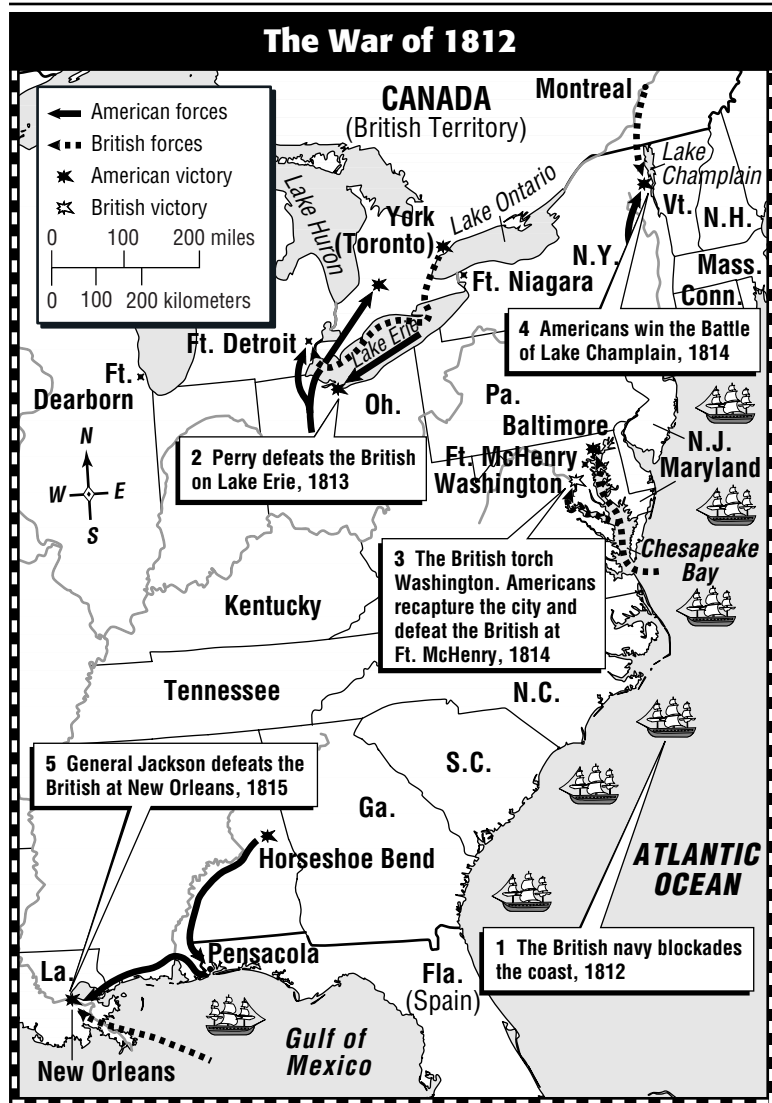 The War of 1812
American forces
British forces
American victory
British victory
0 100 200 miles
0 100 200 kilometers
CANADA
(British Territory)
Montreal
Lake
Champlain
Vt.
N.H.
Lake Huron
Lake Ontario
York
(Toronto)
N.Y.
Mass.
Conn.
Ft. Niagara
Lake Erie
Ft. Detroit
Ft.
Dearborn
4 Americans win the Battle
of Lake Champlain, 1814
Oh.
Pa.
Baltimore
N.J.
Ft. McHenry
Maryland
Washington
N
W E
S
2 Perry defeats the British
on Lake Erie, 1813
Chesapeake
Bay
3 The British torch
Washington. Americans
recapture the city and
defeat the British at
Ft. McHenry, 1814
Kentucky
Tennessee
N.C.
S.C.
5 General Jackson defeats the
British at New Orleans, 1815
Ga.
Horseshoe Bend
ATLANTIC
OCEAN
1 The British navy blockades
the coast, 1812
Pensacola
La.
Fla.
(Spain)
Gulf of
Mexico
New Orleans